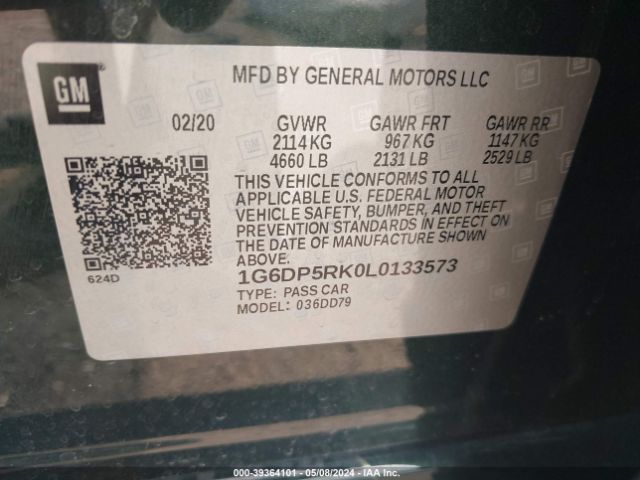 GM
MFD BY GENERAL MOTORS LLC
02/20 GVWR GAWR FRT GAWR RR
2114 KG 967 KG 1147 KG
4660 LB 2131 LB 2529 LB
THIS VEHICLE CONFORMS TO ALL
APPLICABLE U.S. FEDERAL MOTOR
VEHICLE SAFETY, BUMPER, AND THEFT
PREVENTION STANDARDS IN EFFECT ON
THE DATE OF MANUFACTURE SHOWN
ABOVE.
624D
1G6DP5RK0L0133573
TYPE: PASS CAR
MODEL: 036DD79
000-39364101 - 05/08/2024 - IAAI.COM